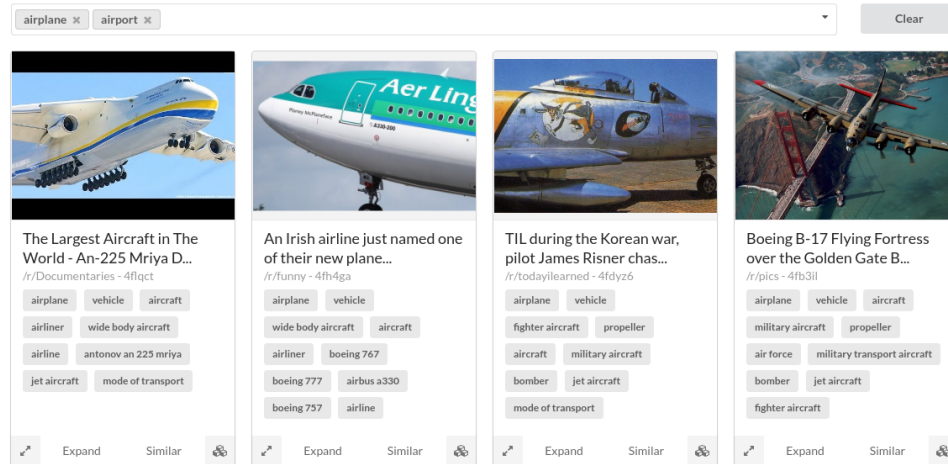 airplane × airport ×
Clear
Aer Ling
Planey McPlaneface
A330-200
The Largest Aircraft in The
World - An-225 Mriya D...
/r/Documentaries - 4flqct
airplane vehicle aircraft
airliner wide body aircraft
airline antonov an 225 mriya
jet aircraft mode of transport
Expand Similar
An Irish airline just named one
of their new plane...
/r/funny - 4fh4ga
airplane vehicle
wide body aircraft aircraft
airliner boeing 767
boeing 777 airbus a330
boeing 757 airline
Expand Similar
TIL during the Korean war,
pilot James Risner chas...
/r/todayilearned - 4fdyz6
airplane vehicle
fighter aircraft propeller
aircraft military aircraft
bomber jet aircraft
mode of transport
Expand Similar
Boeing B-17 Flying Fortress
over the Golden Gate B...
/r/pics - 4fb3il
airplane vehicle aircraft
military aircraft propeller
air force military transport aircraft
bomber jet aircraft
fighter aircraft
Expand Similar